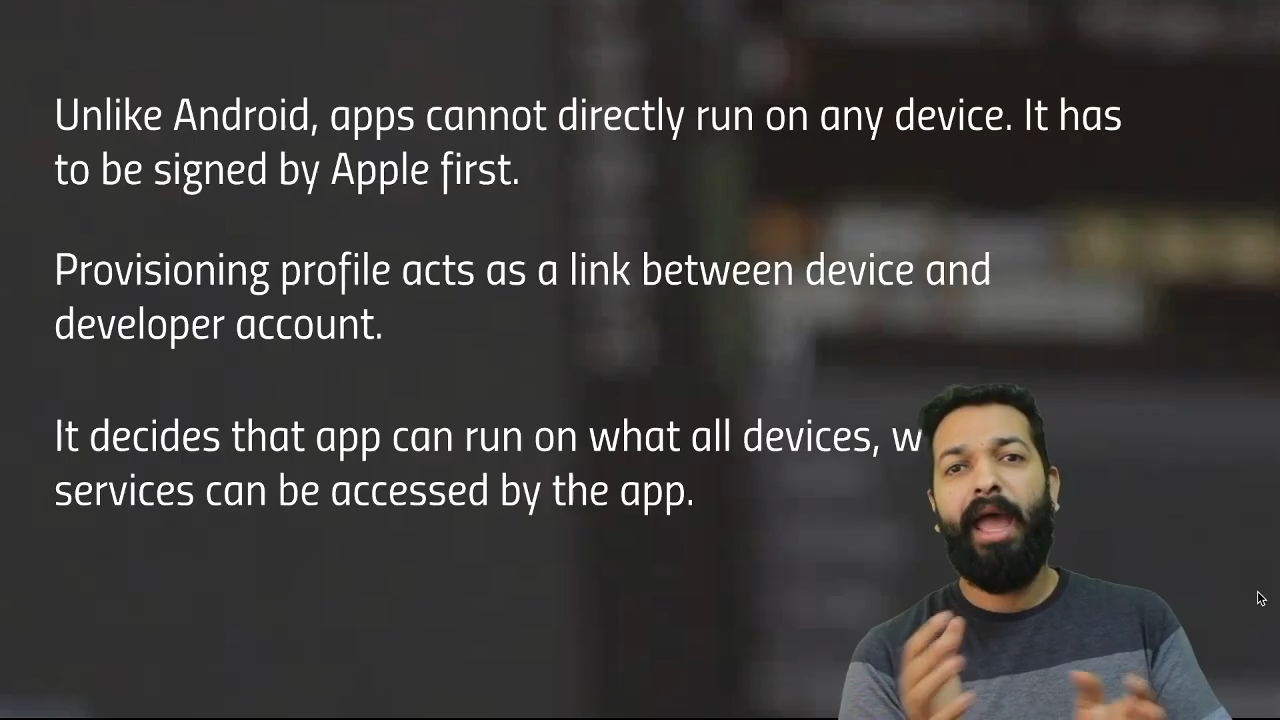 Unlike Android, apps cannot directly run on any device. It has
to be signed by Apple first.
Provisioning profile acts as a link between device and
developer account.
It decides that app can run on what all devices,
services can be accessed by the app.